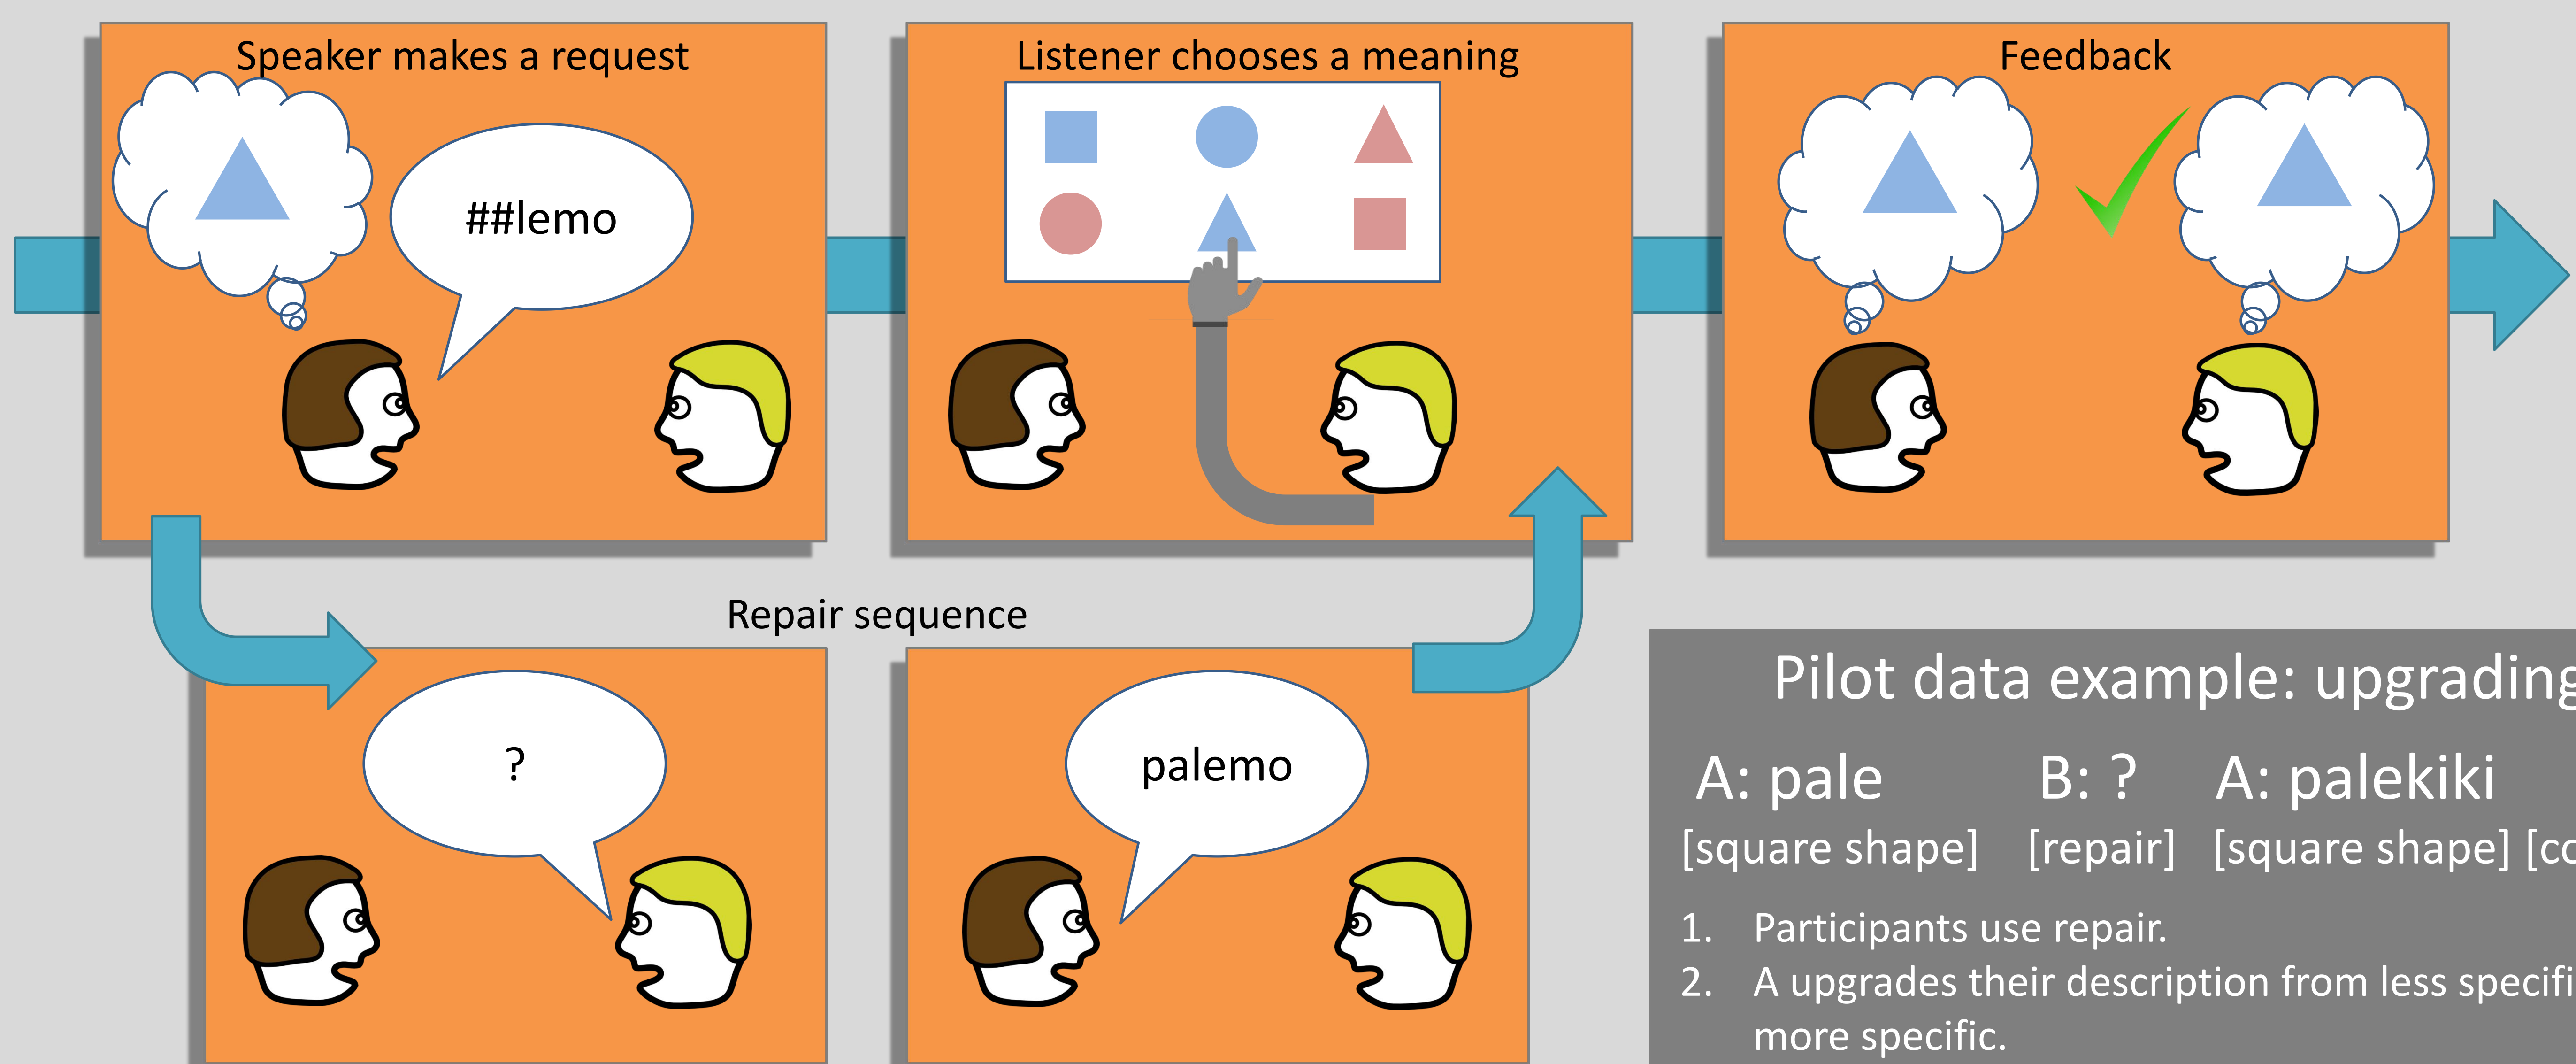 Speaker makes a request
##lemo
Listener chooses a meaning
Feedback
Repair sequence
?
palemo
Pilot data example: upgrading
A: pale B: ? A: palekiki
[square shape] [repair] [square shape]
1. Participants use repair.
2. A upgrades their description from less
more specific.